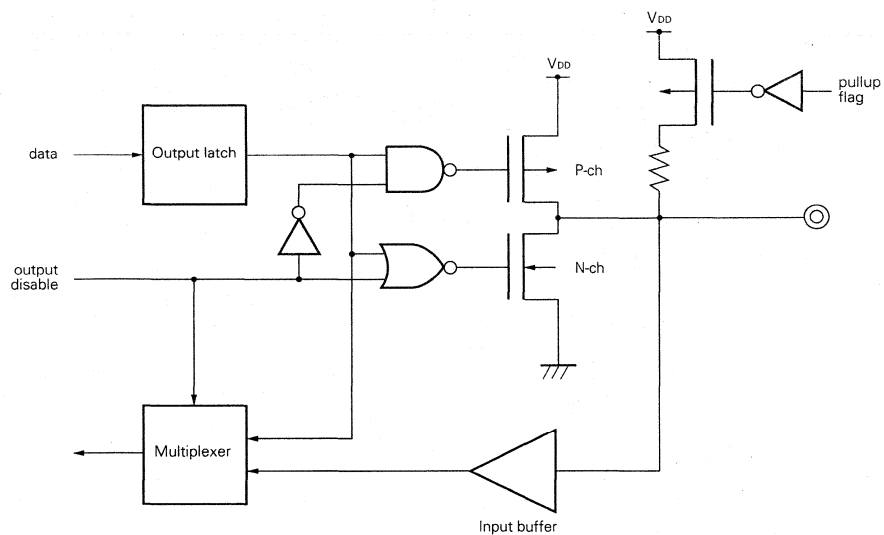 VDD
VDD
pullup
flag
data
Output latch
P-ch
output
disable
N-ch
Multiplexer
Input buffer